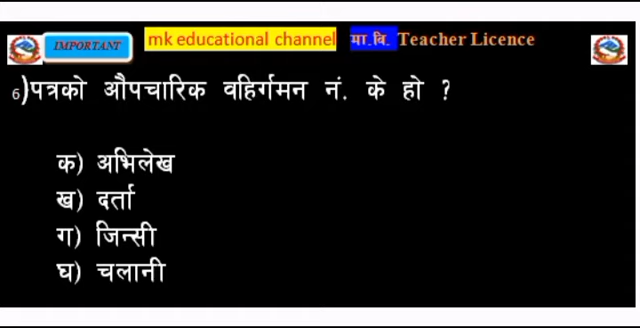 IMPORTANT mk educational channel मा.वि. Teacher Licence
6)पत्रको औपचारिक वहिर्गमन नं. के हो ?
क) अभिलेख
ख) दर्ता
ग) जिन्सी
घ) चलानी